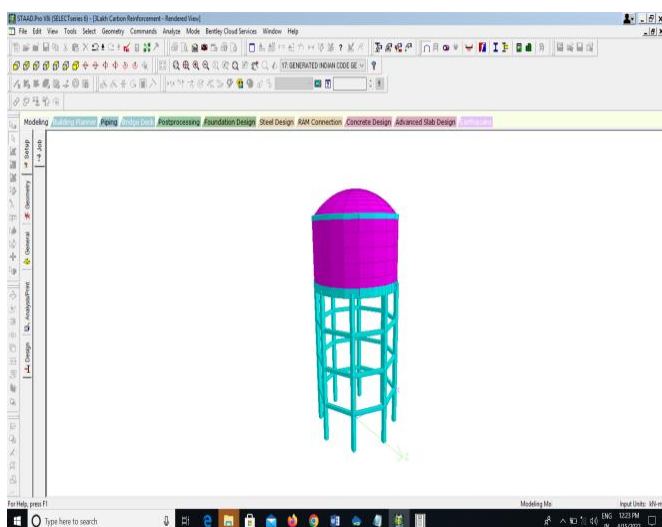 STAAD.Pro V8i (SELECTseries 6) - [3Lakh Carbon Reinforcement - Rendered View]
File Edit View Tools Select Geometry Commands Analyze Mode Bentley Cloud Services Window Help
17: GENERATED INDIAN CODE GE
Modeling Building Planner Piping Bridge Deck Postprocessing Foundation Design Steel Design RAM Connection Concrete Design Advanced Slab Design
Setup
Job
Geometry
General
Analysis/Print
Design
For Help, press F1
Modeling Mo
Input Units: kN-m
Type here to search
ENG
IN
12:23 PM